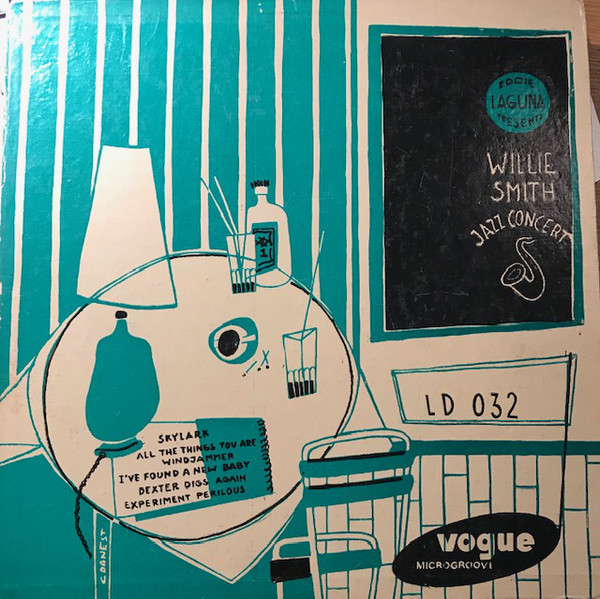 EDDIE
LAGUNA
PRESENTS
WILLIE
SMITH
JAZZ CONCERT
LD 032
SKYLARK
ALL THE THINGS YOU ARE
WINDJAMMER
I'VE FOUND A NEW BABY
DEXTER DIGS AGAIN
EXPERIMENT PERILOUS
C DANEST
vogue
MICROGROOVE